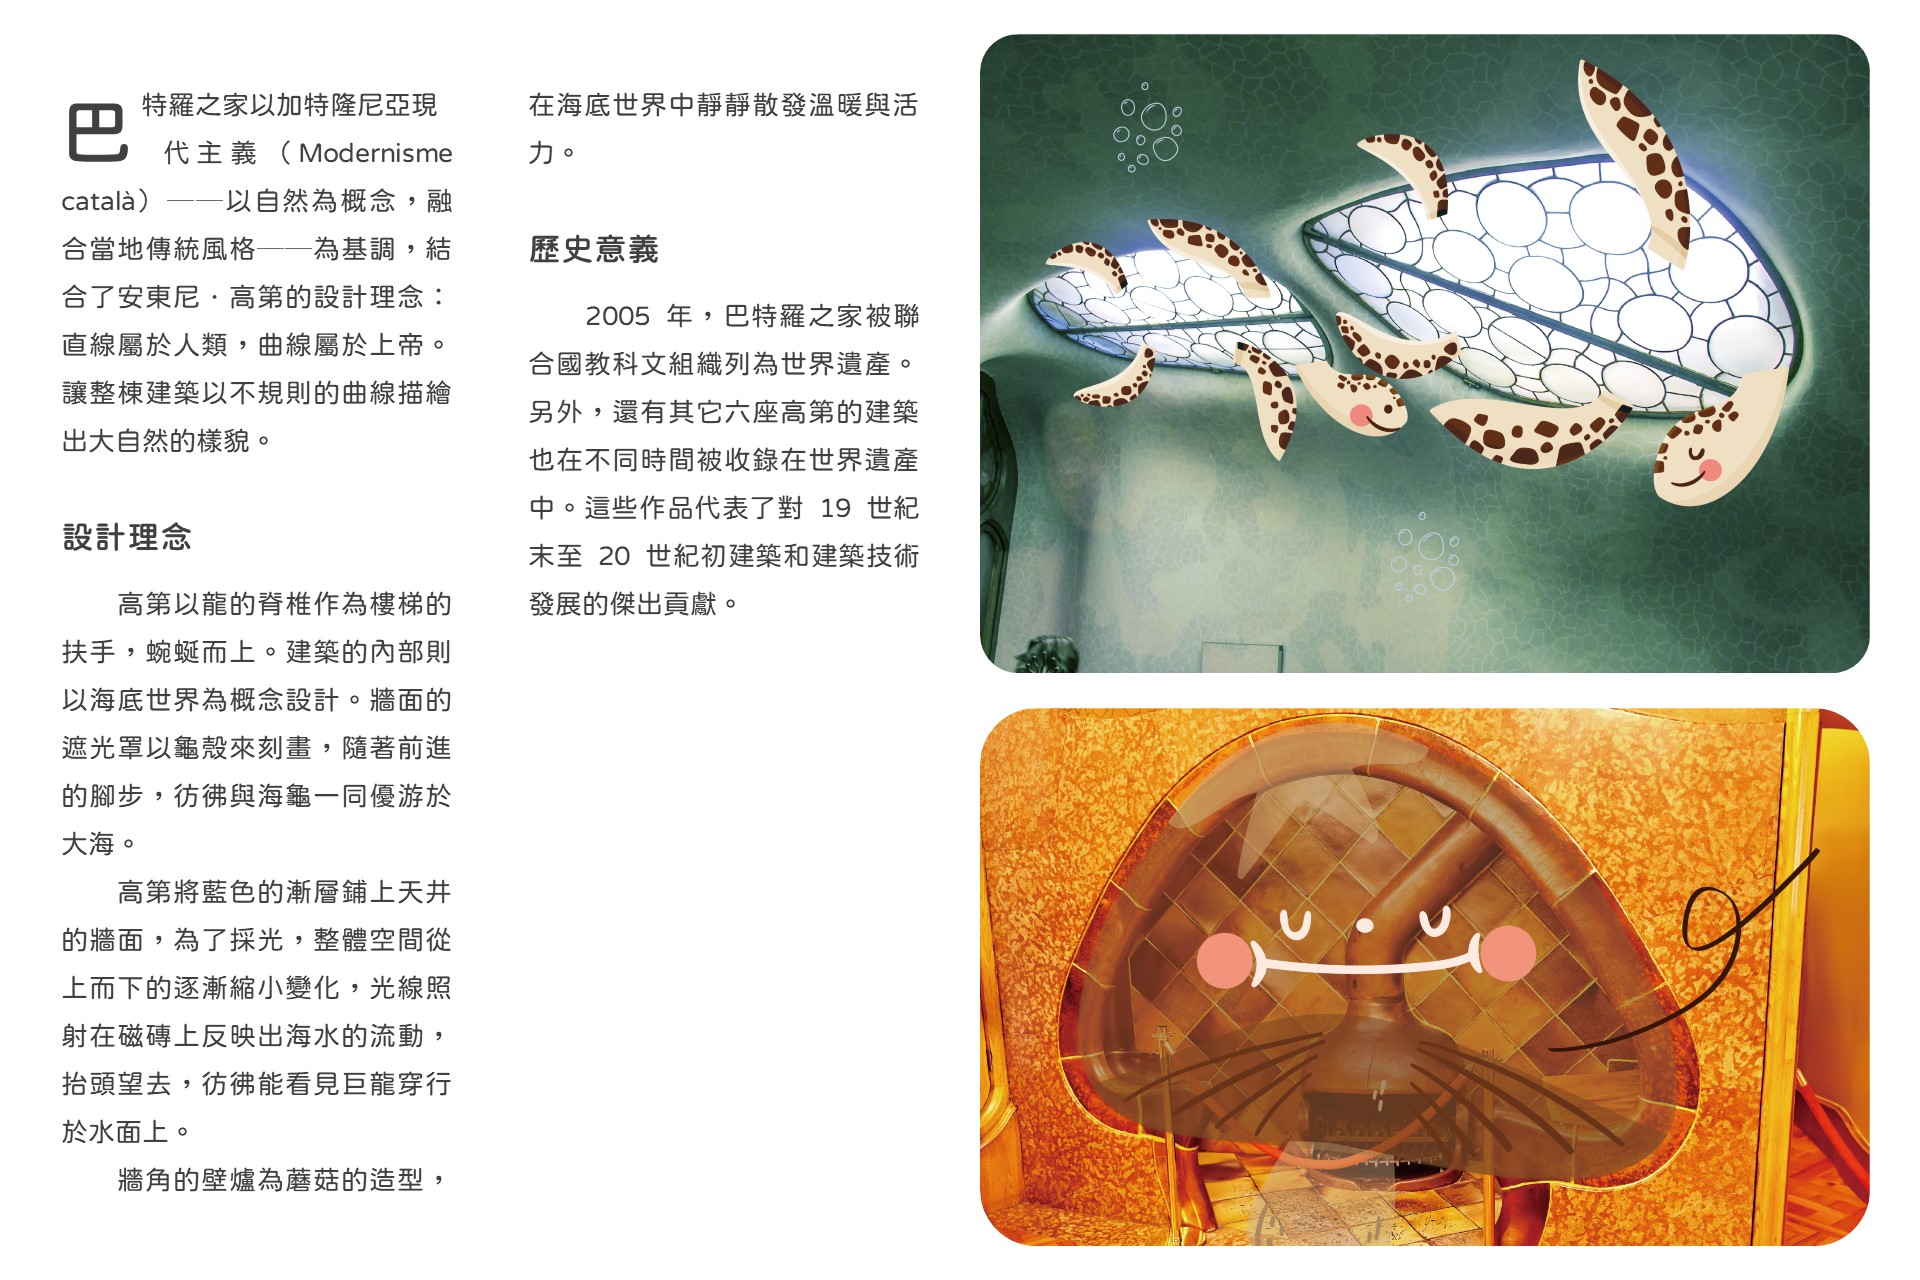 巴特羅之家以加特隆尼亞現
代主義（Modernisme
català）——以自然為概念，融
合當地傳統風格——為基調，結
合了安東尼·高第的設計理念：
直線屬於人類，曲線屬於上帝。
讓整棟建築以不規則的曲線描繪
出大自然的樣貌。
設計理念
高第以龍的脊椎作為樓梯的
扶手，蜿蜒而上。建築的內部則
以海底世界為概念設計。牆面的
遮光罩以龜殼來刻畫，隨著前進
的腳步，彷彿與海龜一同優游於
大海。
高第將藍色的漸層鋪上天井
的牆面，為了採光，整體空間從
上而下的逐漸縮小變化，光線照
射在磁磚上反映出海水的流動，
抬頭望去，彷彿能看見巨龍穿行
於水面上。
牆角的壁爐為蘑菇的造型，
在海底世界中靜靜散發溫暖與活
力。
歷史意義
2005 年，巴特羅之家被聯
合國教科文組織列為世界遺產。
另外，還有其它六座高第的建築
也在不同時間被收錄在世界遺產
中。這些作品代表了對 19 世紀
末至 20 世紀初建築和建築技術
發展的傑出貢獻。